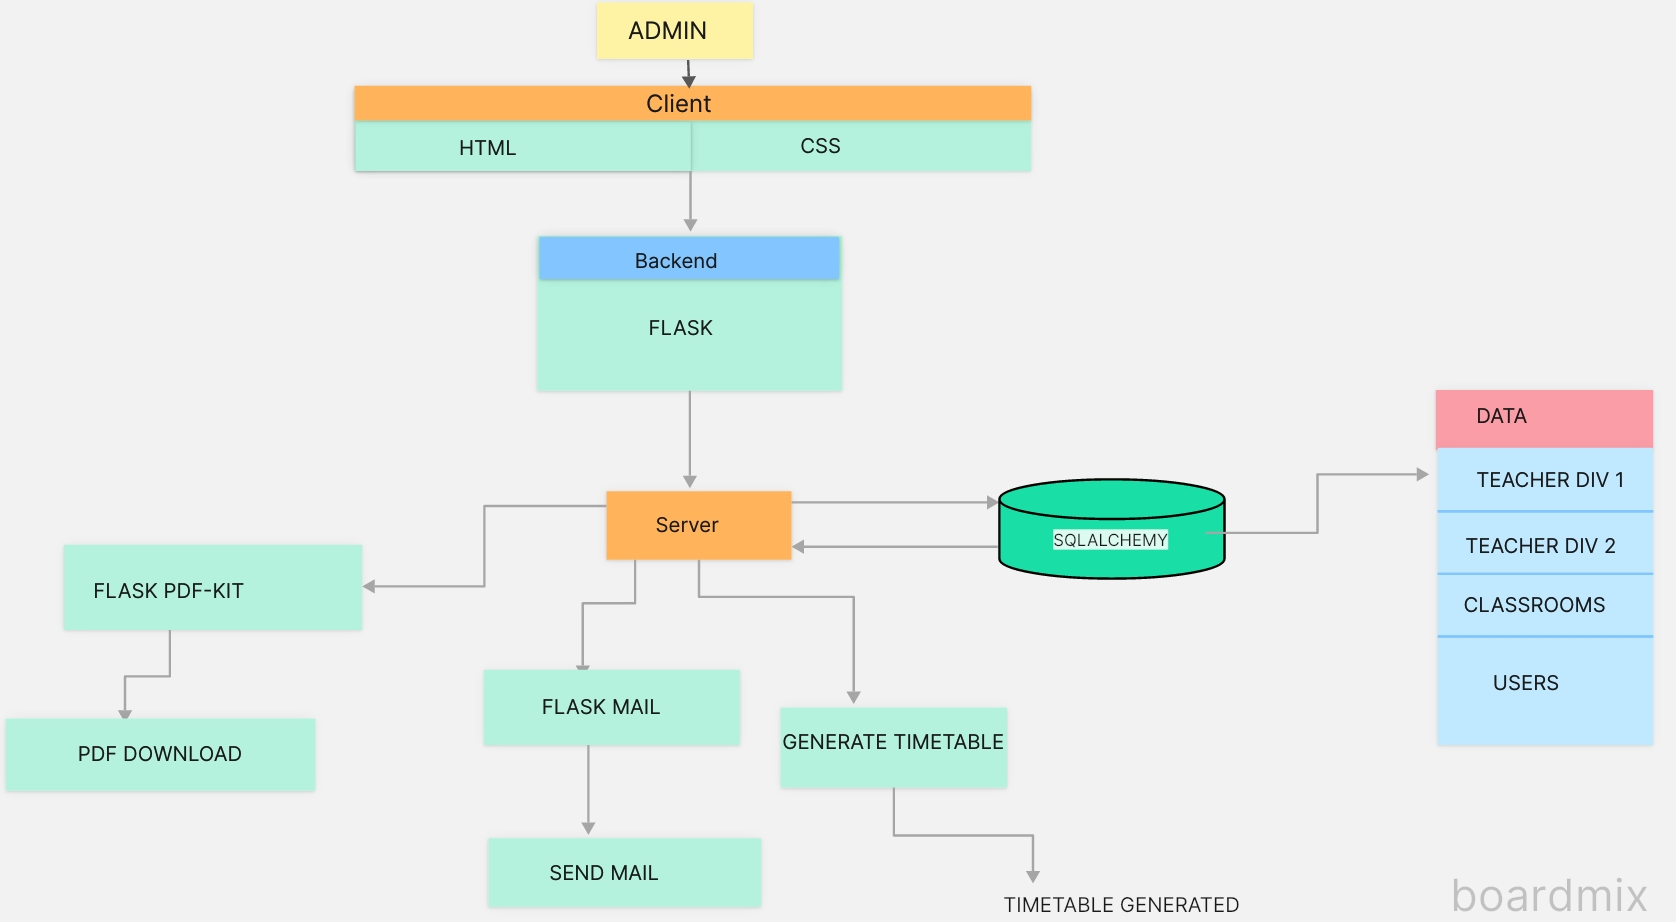 ADMIN
Client
HTML
CSS
Backend
FLASK
DATA
TEACHER DIV 1
Server
SQLALCHEMY
TEACHER DIV 2
FLASK PDF-KIT
CLASSROOMS
USERS
FLASK MAIL
GENERATE TIMETABLE
PDF DOWNLOAD
SEND MAIL
TIMETABLE GENERATED
boardmix